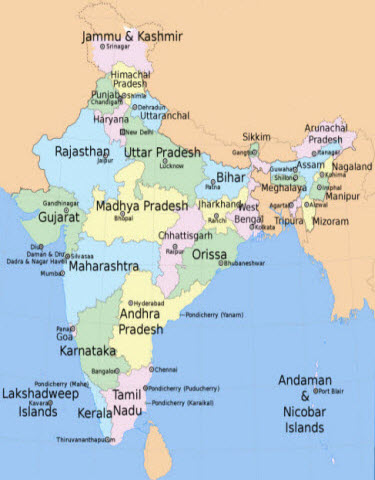 Jammu & Kashmir
Srinagar
Himachal
Pradesh
Shimla
Punjab
Chandigarh
Dehradun
Uttaranchal
Haryana
New Delhi
Rajasthan
Jaipur
Uttar Pradesh
Lucknow
Sikkim
Gangtok
Arunachal
Pradesh
Itanagar
Assam
Nagaland
Guwahati
Kohima
Shillong
Meghalaya
Imphal
Manipur
Bihar
Patna
Agartala
Aizwal
Tripura
Mizoram
Gandhinagar
Gujarat
Madhya Pradesh
Bhopal
Jharkhand
Ranchi
West
Bengal
Kolkata
Chhattisgarh
Raipur
Orissa
Bhubaneshwar
Diu
Daman & Diu
Silvassa
Dadra & Nagar Haveli
Mumbai
Maharashtra
Hyderabad
Andhra
Pradesh
Pondicherry (Yanam)
Panaji
Goa
Karnataka
Bangalore
Chennai
Pondicherry (Mahe)
Pondicherry (Puducherry)
Lakshadweep
Islands
Kavaratti
Kerala
Tamil
Nadu
Pondicherry (Karaikal)
Thiruvananthapuram
Andaman
&
Nicobar
Islands
Port Blair